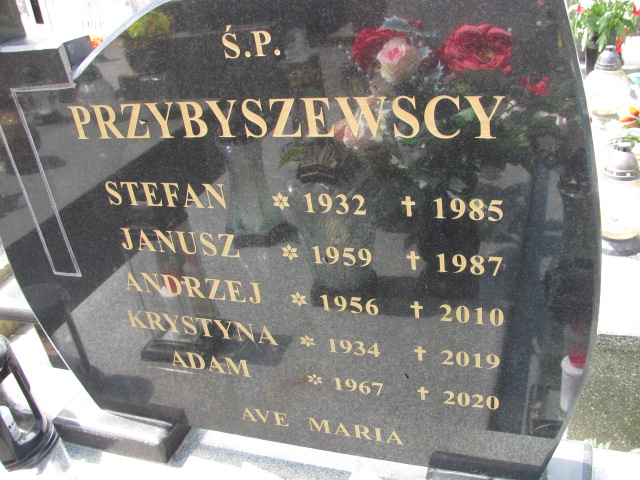 Ś.P.
PRZYBYSZEWSCY
STEFAN ✲ 1932 ✝ 1985
JANUSZ ✲ 1959 ✝ 1987
ANDRZEJ ✲ 1956 ✝ 2010
KRYSTYNA ✲ 1934 ✝ 2019
ADAM ✲ 1967 ✝ 2020
AVE MARIA